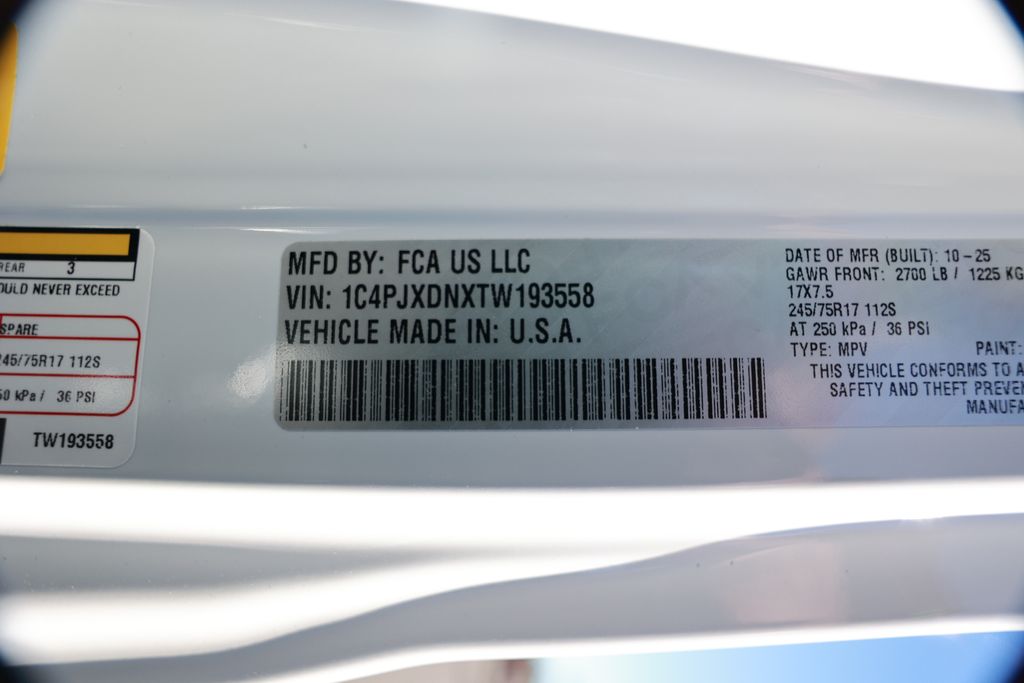 REAR 3
OULD NEVER EXCEED
SPARE
245/75R17 112S
50 kPa / 36 PSI
TW193558
MFD BY: FCA US LLC
VIN: 1C4PJXDNXTW193558
VEHICLE MADE IN: U.S.A.
DATE OF MFR (BUILT): 10-25
GAWR FRONT: 2700 LB / 1225 KG
17X7.5
245/75R17 112S
AT 250 kPa / 36 PSI
TYPE: MPV PAINT:
THIS VEHICLE CONFORMS TO A
SAFETY AND THEFT PREVEN
MANUFA